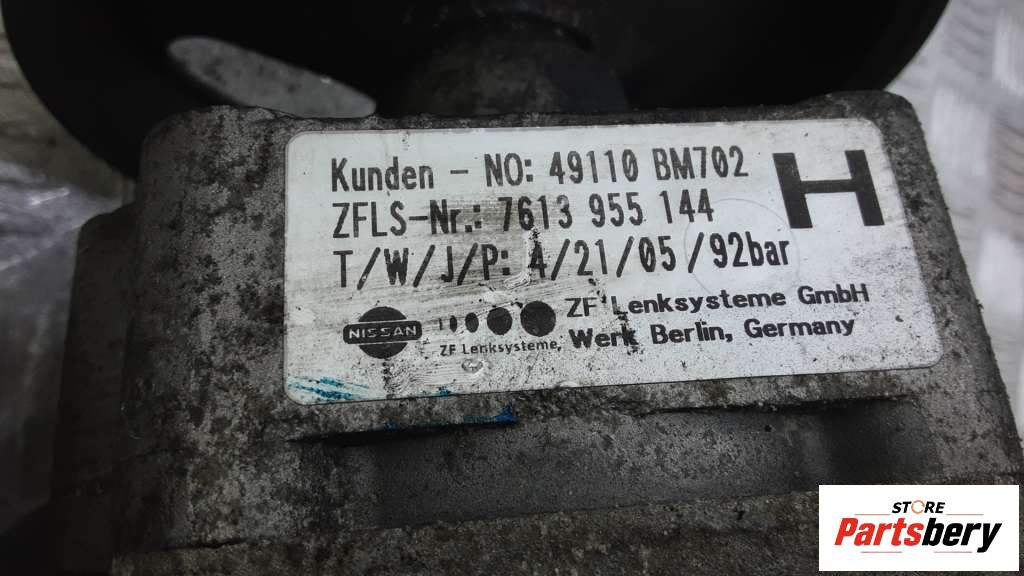 Kunden - NO: 49110 BM702
H
ZFLS-Nr.: 7613 955 144
T/W/J/P: 4/21/05/92bar
NISSAN
ZF Lenksysteme
ZF Lenksysteme GmbH
Werk Berlin, Germany
STORE
Partsbery